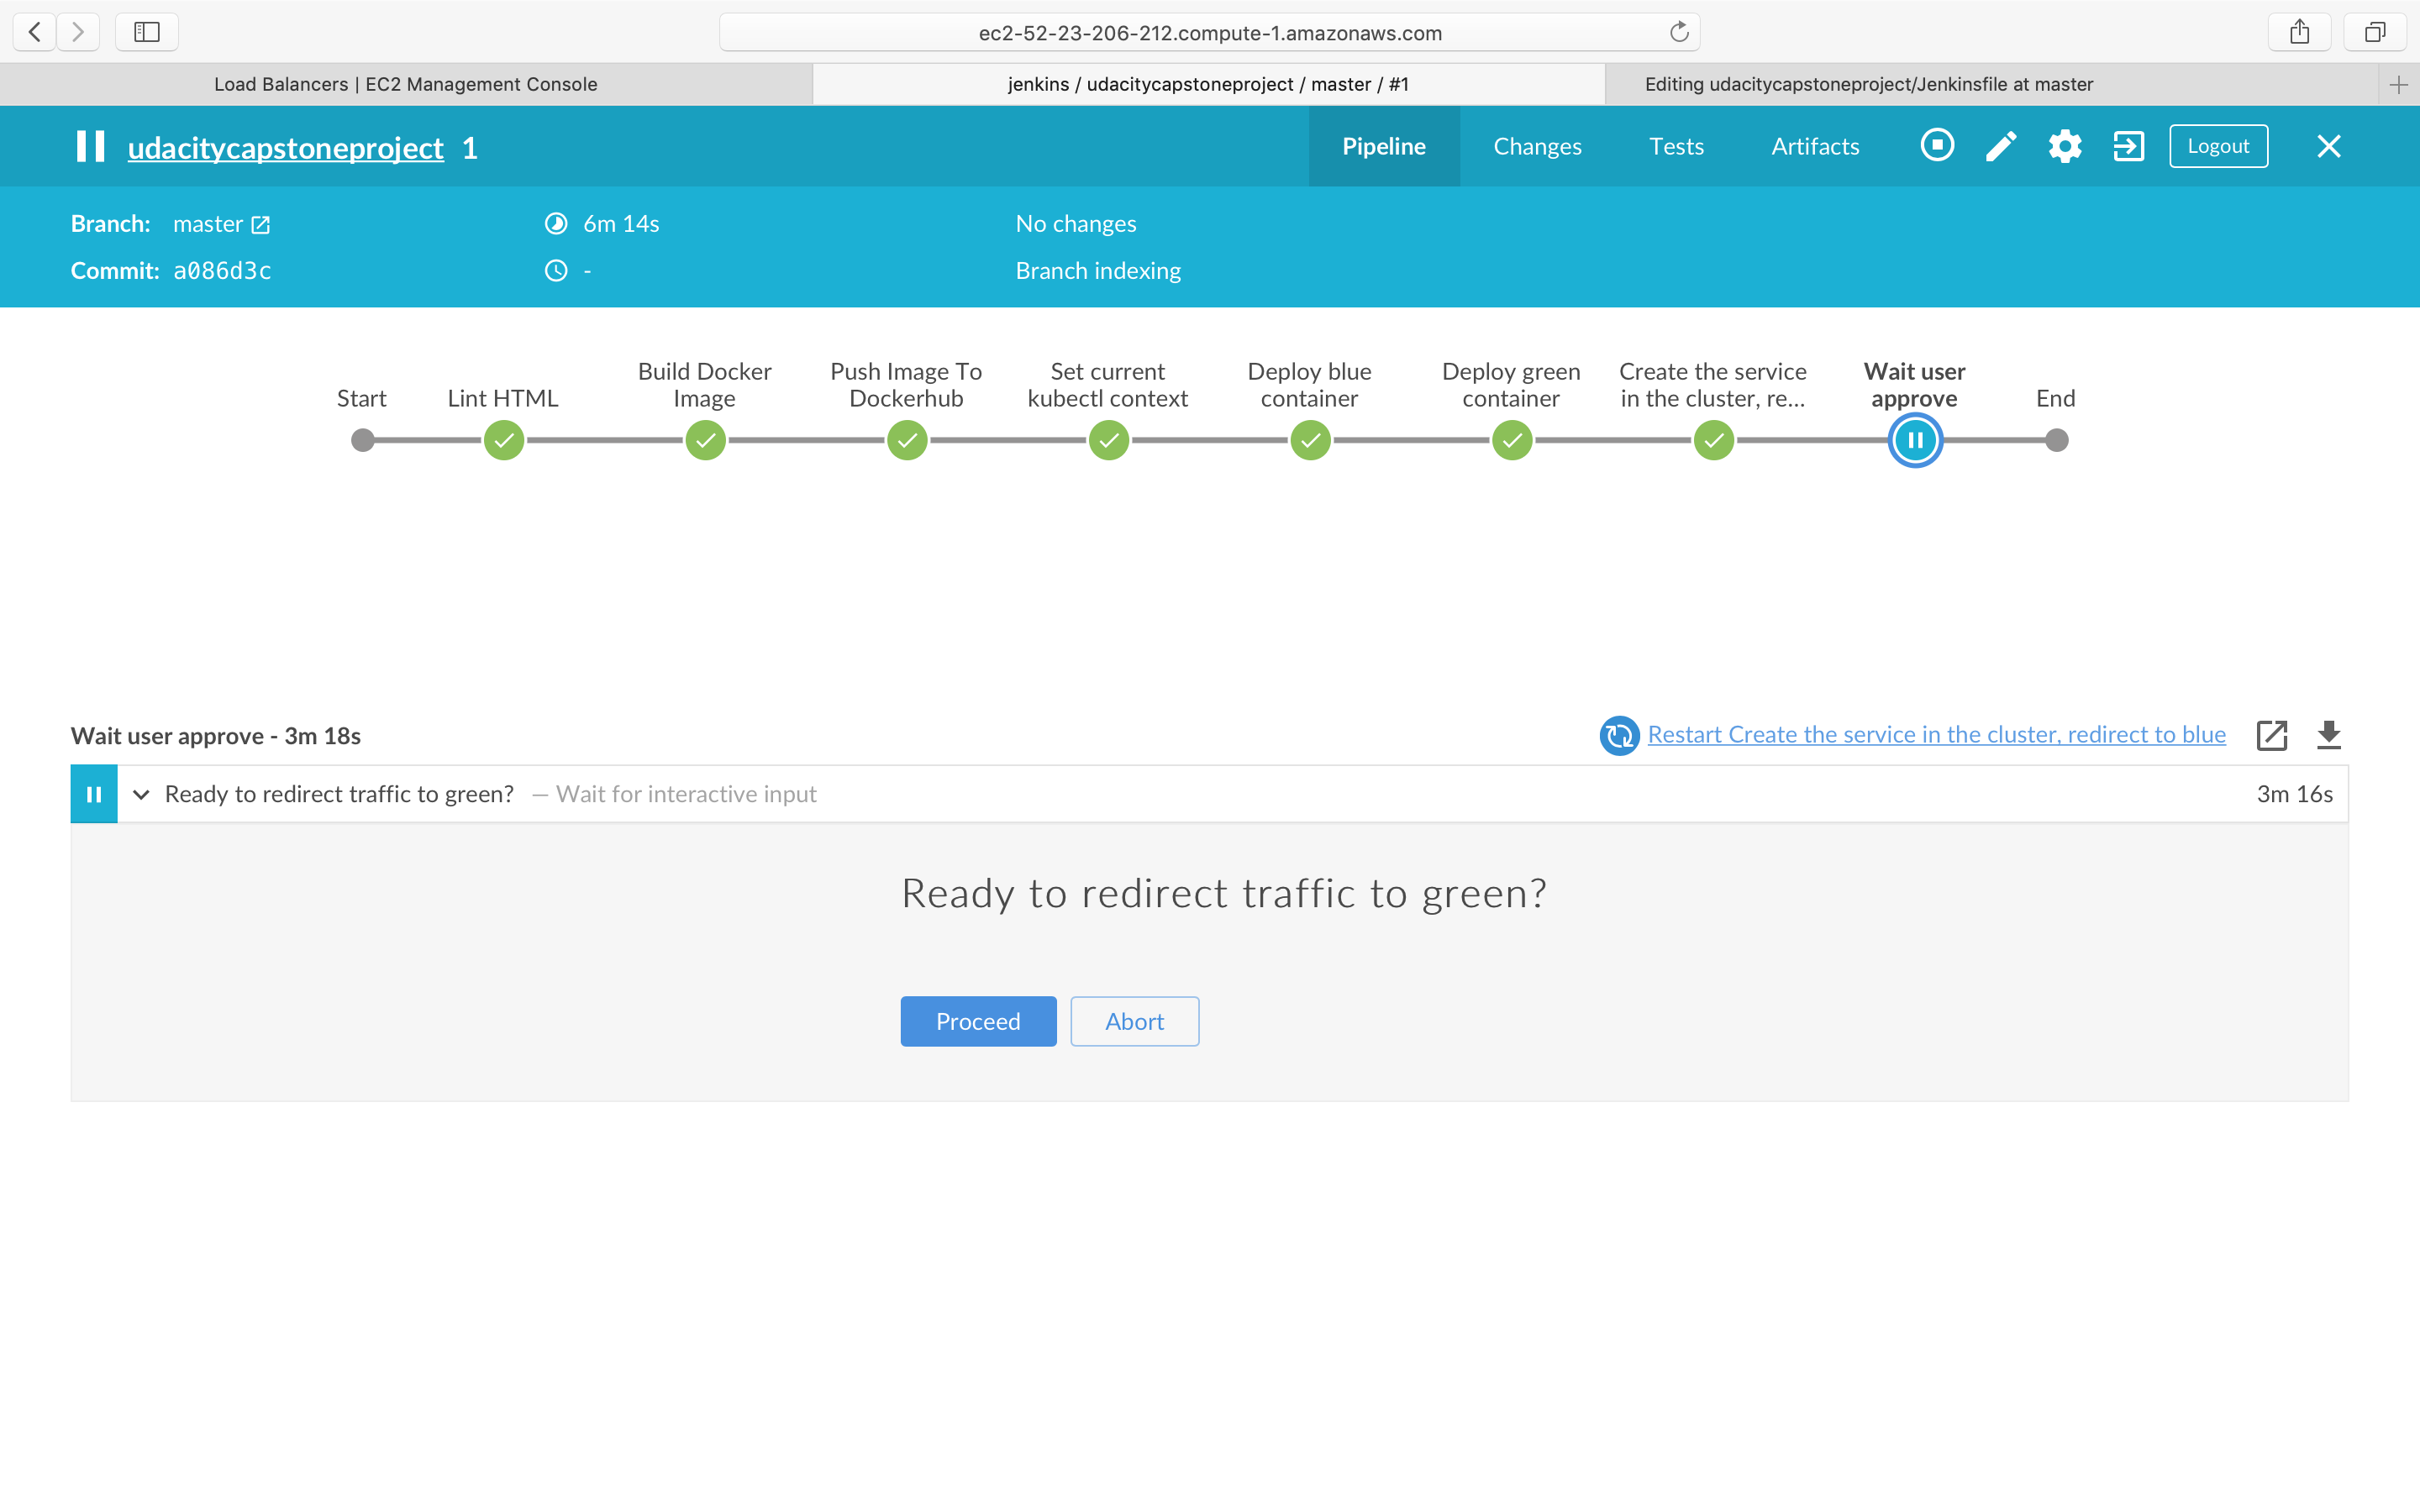 ec2-52-23-206-212.compute-1.amazonaws.com
Load Balancers | EC2 Management Console
jenkins / udacitycapstoneproject / master / #1
Editing udacitycapstoneproject/Jenkinsfile at master
udacitycapstoneproject 1
Pipeline
Changes
Tests
Artifacts
Logout
Branch: master
6m 14s
No changes
Commit: a086d3c
-
Branch indexing
Start
Lint HTML
Build Docker
Image
Push Image To
Dockerhub
Set current
kubectl context
Deploy blue
container
Deploy green
container
Create the service
in the cluster, re...
Wait user
approve
End
Wait user approve - 3m 18s
Restart Create the service in the cluster, redirect to blue
Ready to redirect traffic to green? — Wait for interactive input
3m 16s
Ready to redirect traffic to green?
Proceed
Abort